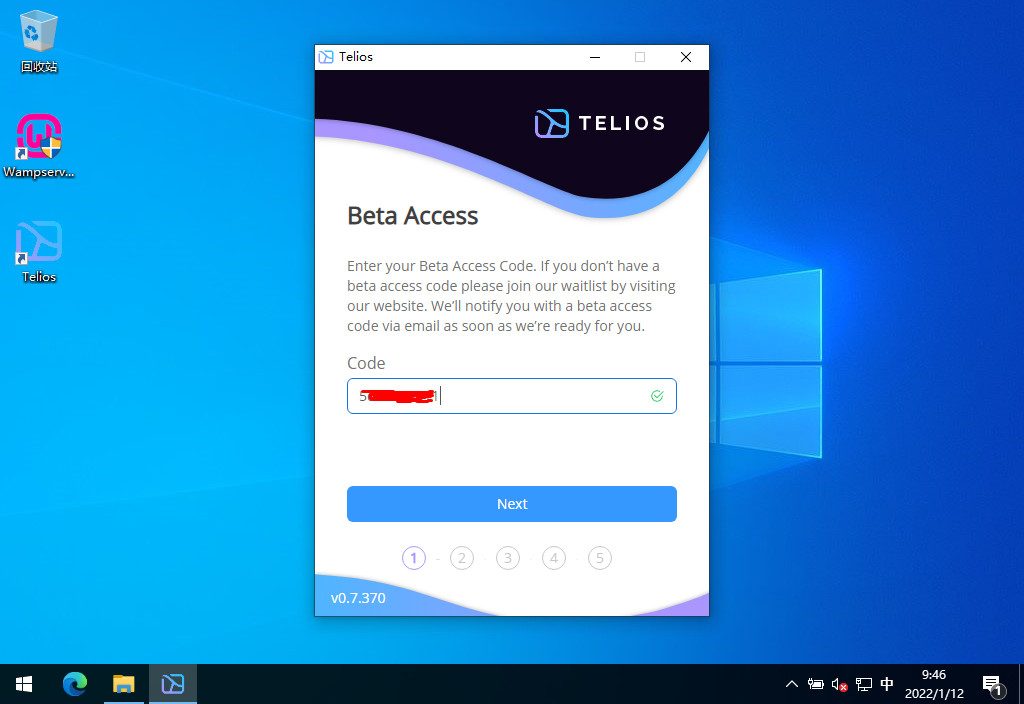 回收站
Wampserv...
Telios
Telios
TELIOS
Beta Access
Enter your Beta Access Code. If you don’t have a
beta access code please join our waitlist by visiting
our website. We’ll notify you with a beta access
code via email as soon as we’re ready for you.
Code
Next
1 - 2 - 3 - 4 - 5
v0.7.370
中
9:46
2022/1/12
1